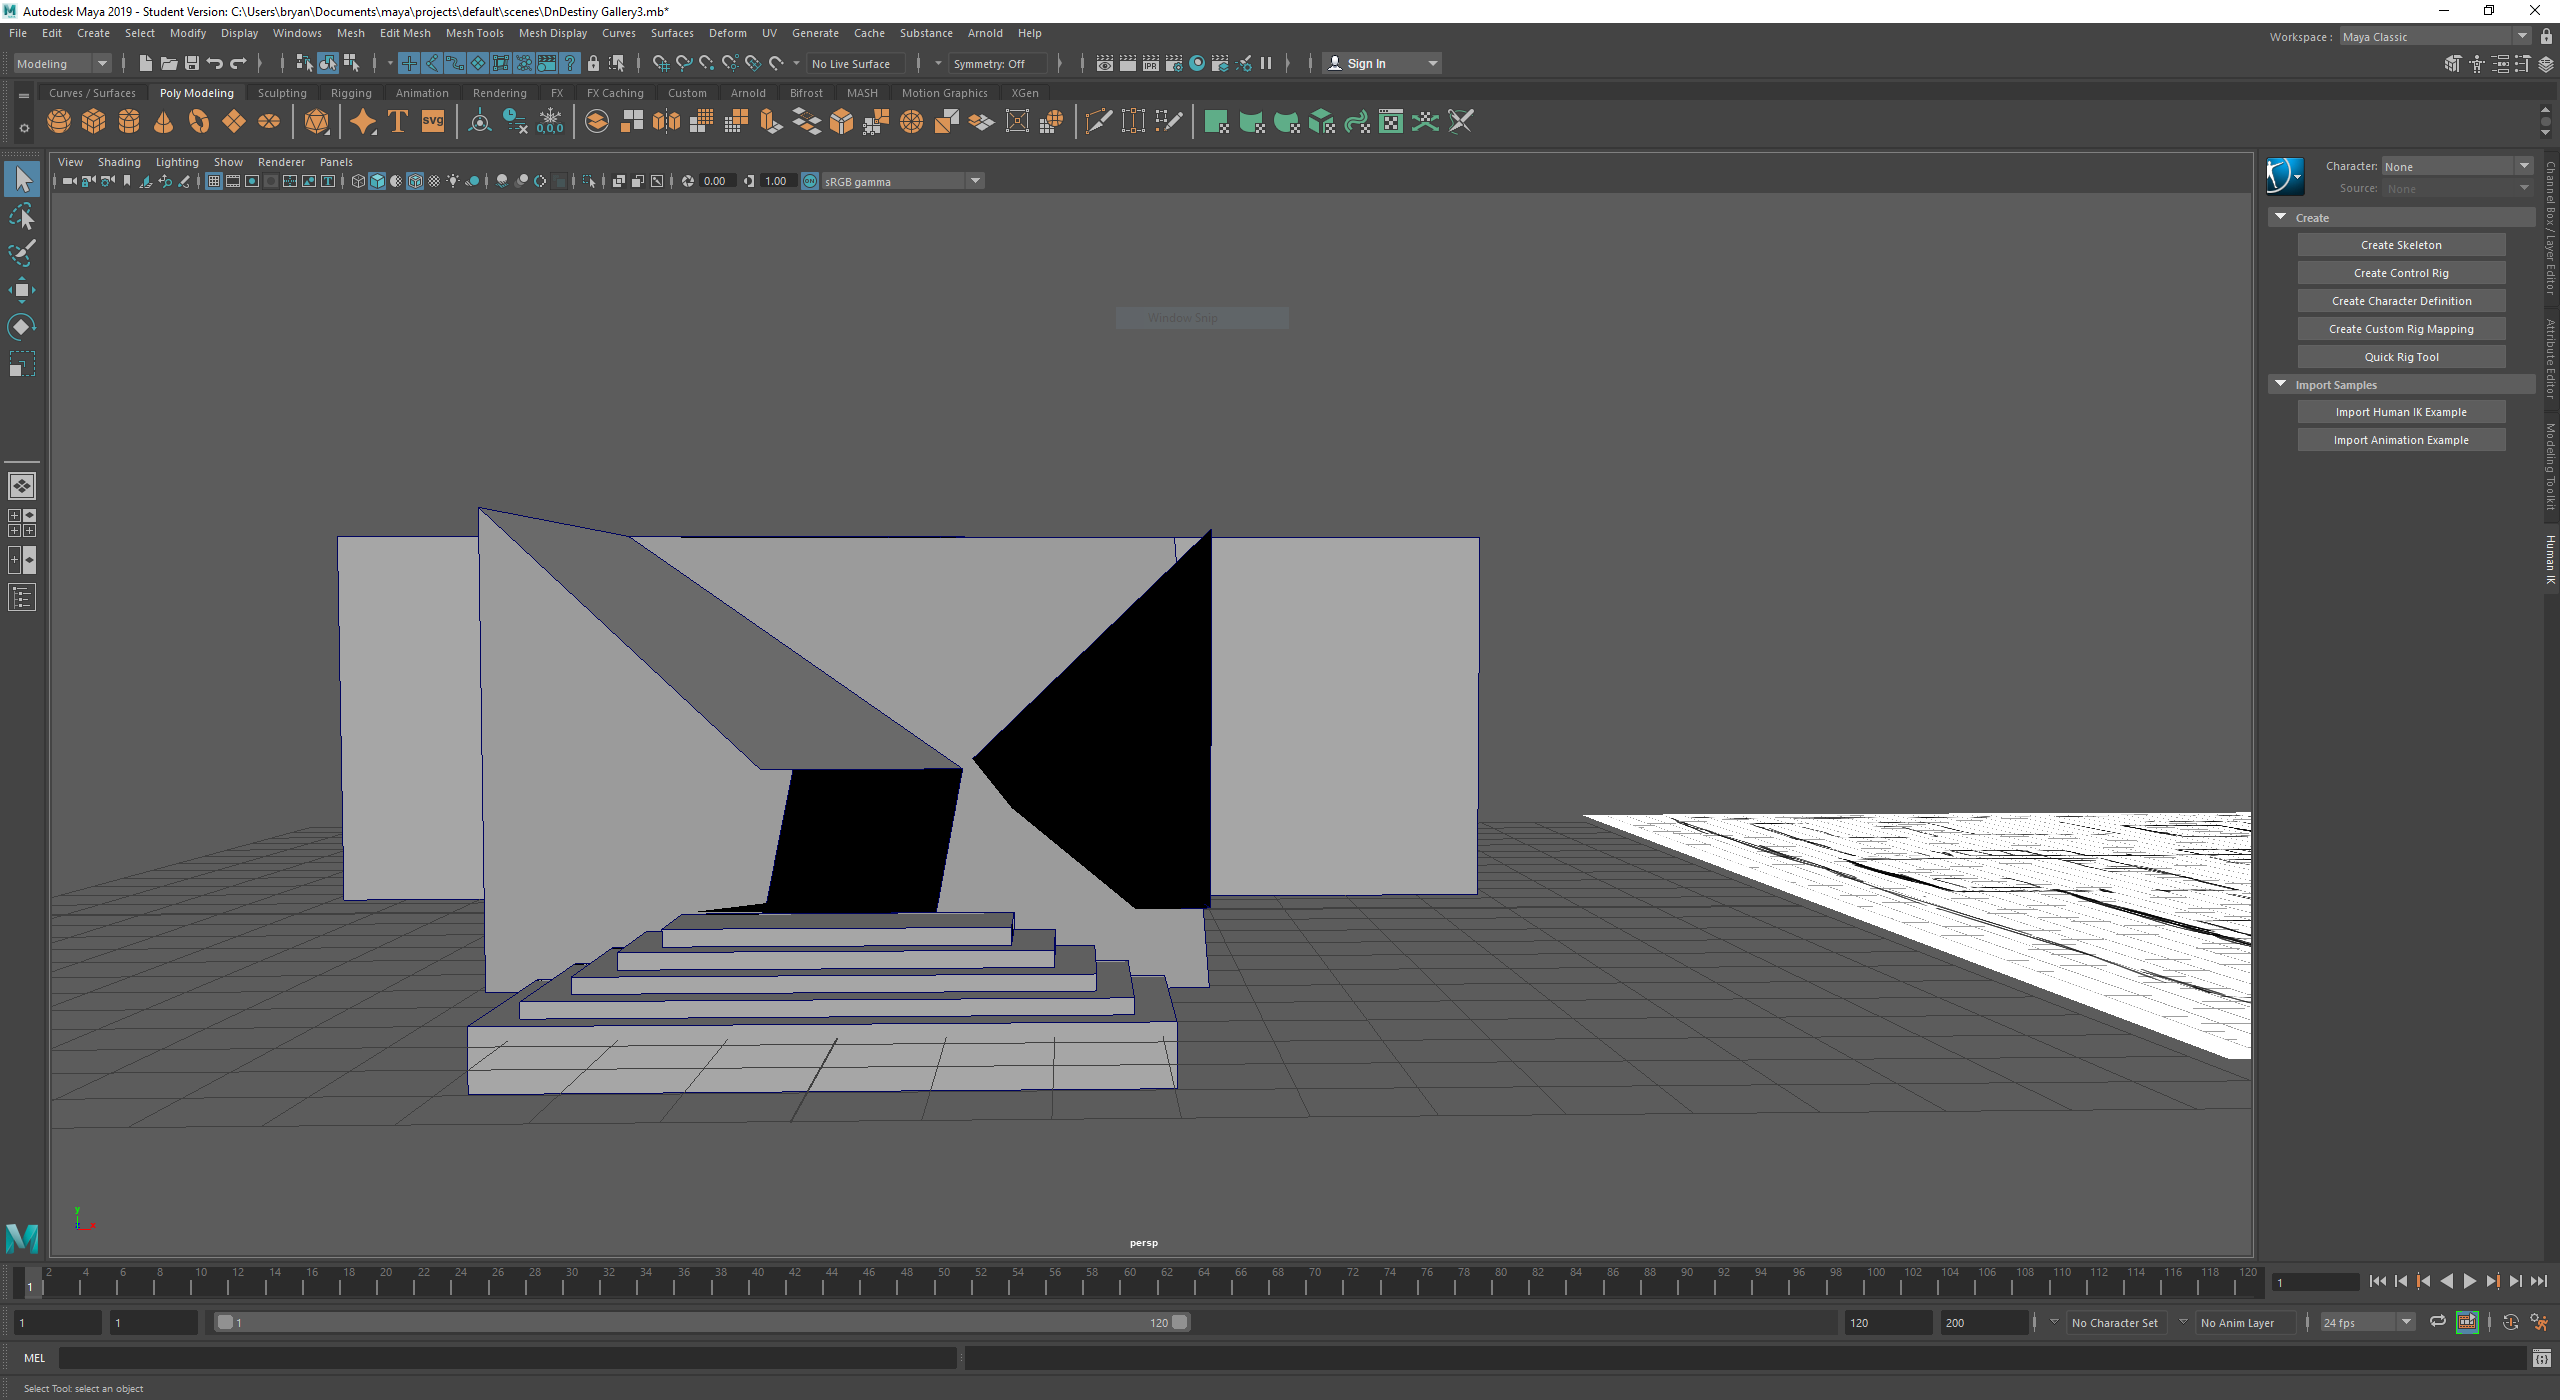 Autodesk Maya 2019 - Student Version: C:\Users\bryan\Documents\maya\projects\default\scenes\DnDestiny Gallery3.mb*
File Edit Create Select Modify Display Windows Mesh Edit Mesh Mesh Tools Mesh Display Curves Surfaces Deform UV Generate Cache Substance Arnold Help
Workspace : Maya Classic
Modeling No Live Surface Symmetry: Off IPR Sign In
Curves / Surfaces Poly Modeling Sculpting Rigging Animation Rendering FX FX Caching Custom Arnold Bifrost MASH Motion Graphics XGen
T svg 0,0,0
View Shading Lighting Show Renderer Panels
0.00 1.00 ON sRGB gamma
Character: None
Source: None
Create
Create Skeleton
Create Control Rig
Create Character Definition
Create Custom Rig Mapping
Quick Rig Tool
Import Samples
Import Human IK Example
Import Animation Example
Channel Box / Layer Editor
Attribute Editor
Modeling Toolkit
Human IK
Window Snip
y
x
persp
1 2 4 6 8 10 12 14 16 18 20 22 24 26 28 30 32 34 36 38 40 42 44 46 48 50 52 54 56 58 60 62 64 66 68 70 72 74 76 78 80 82 84 86 88 90 92 94 96 98 100 102 104 106 108 110 112 114 116 118 120 1
1 1 1 120 120 200 No Character Set No Anim Layer 24 fps
MEL
Select Tool: select an object